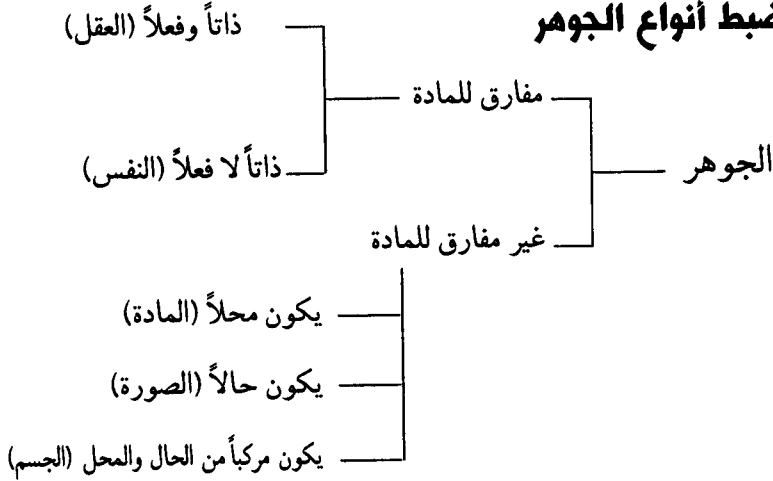 ضبط أنواع الجوهر
ذاتاً وفعلاً (العقل)
مفارق للمادة
ذاتاً لا فعلاً (النفس)
الجوهر
غير مفارق للمادة
يكون محلاً (المادة)
يكون حالاً (الصورة)
يكون مركباً من الحال والمحل (الجسم)